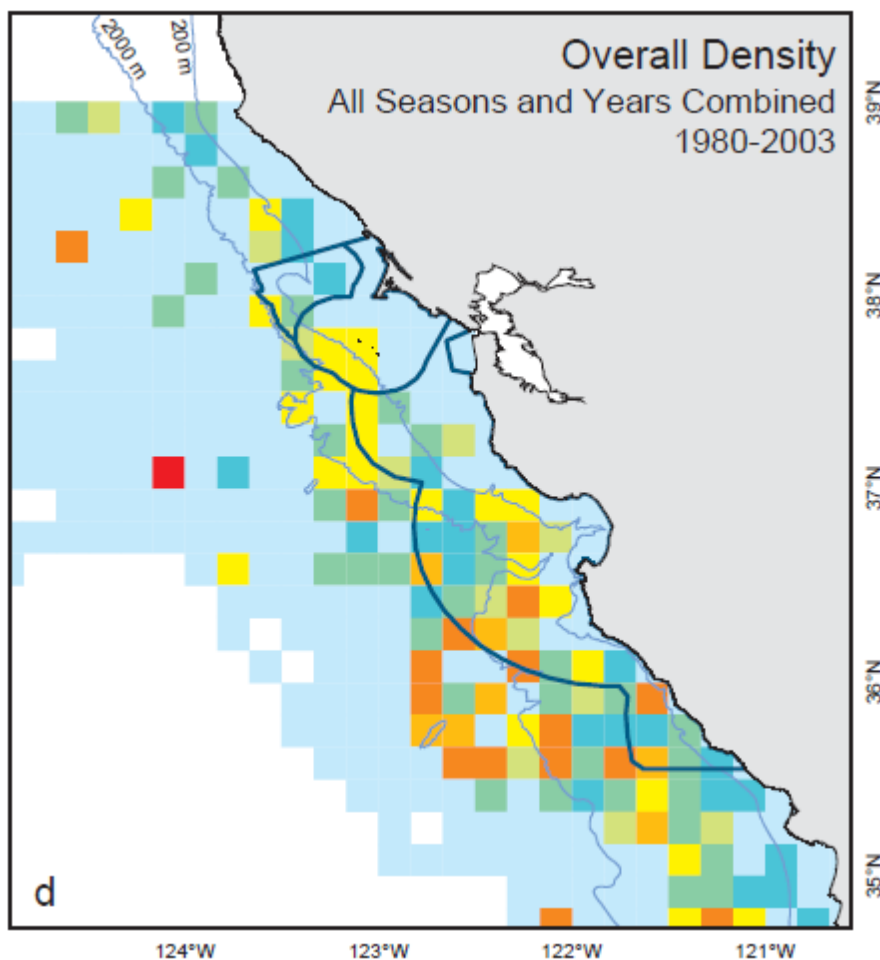 2000 m
200 m
Overall Density
All Seasons and Years Combined
1980-2003
39°N
38°N
37°N
36°N
35°N
d
124°W
123°W
122°W
121°W